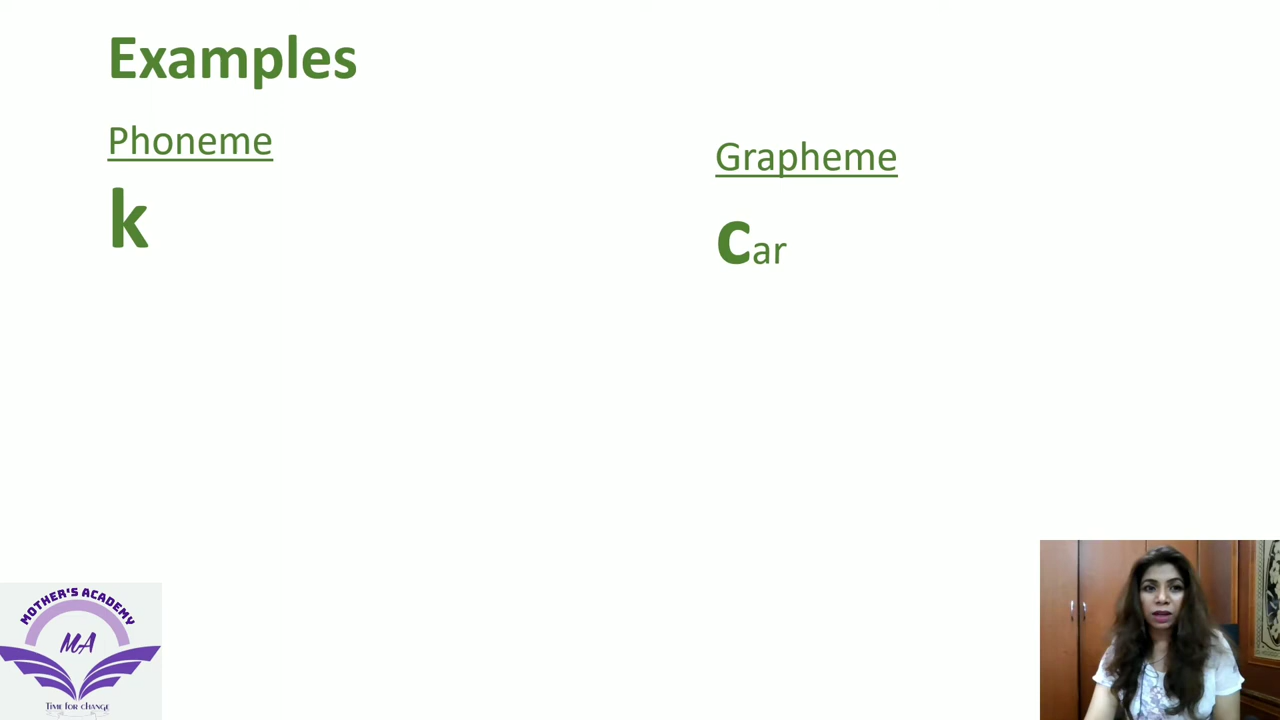 Examples
Phoneme
k
Grapheme
car
MOTHER'S ACADEMY
MA
TIME FOR CHANGE